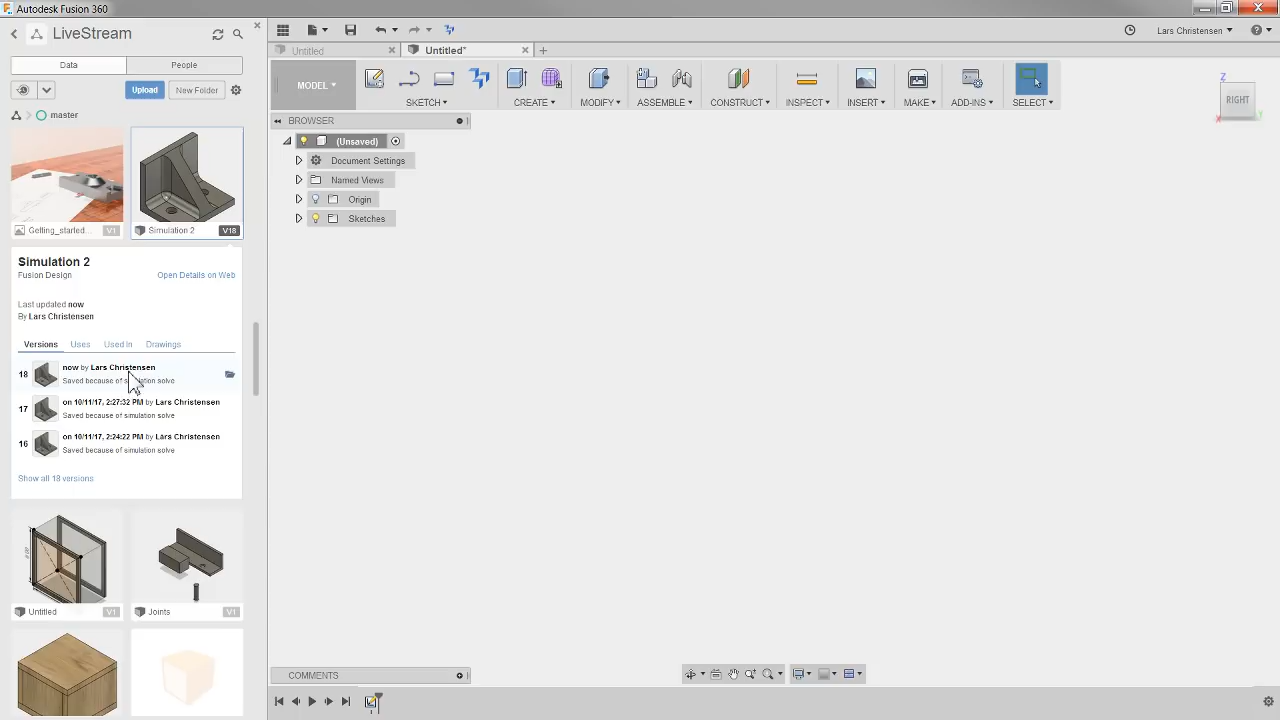 Autodesk Fusion 360
LiveStream
Data
People
Upload
New Folder
master
Getting_started...
V1
Simulation 2
V18
Simulation 2
Fusion Design
Open Details on Web
Last updated now
By Lars Christensen
Versions
Uses
Used In
Drawings
18
now by Lars Christensen
Saved because of simulation solve
17
on 10/11/17, 2:27:32 PM by Lars Christensen
Saved because of simulation solve
16
on 10/11/17, 2:24:22 PM by Lars Christensen
Saved because of simulation solve
Show all 18 versions
Untitled
V1
Joints
V1
Untitled
Untitled*
Lars Christensen
MODEL
SKETCH
CREATE
MODIFY
ASSEMBLE
CONSTRUCT
INSPECT
INSERT
MAKE
ADD-INS
SELECT
Z
RIGHT
X
Y
BROWSER
(Unsaved)
Document Settings
Named Views
Origin
Sketches
COMMENTS